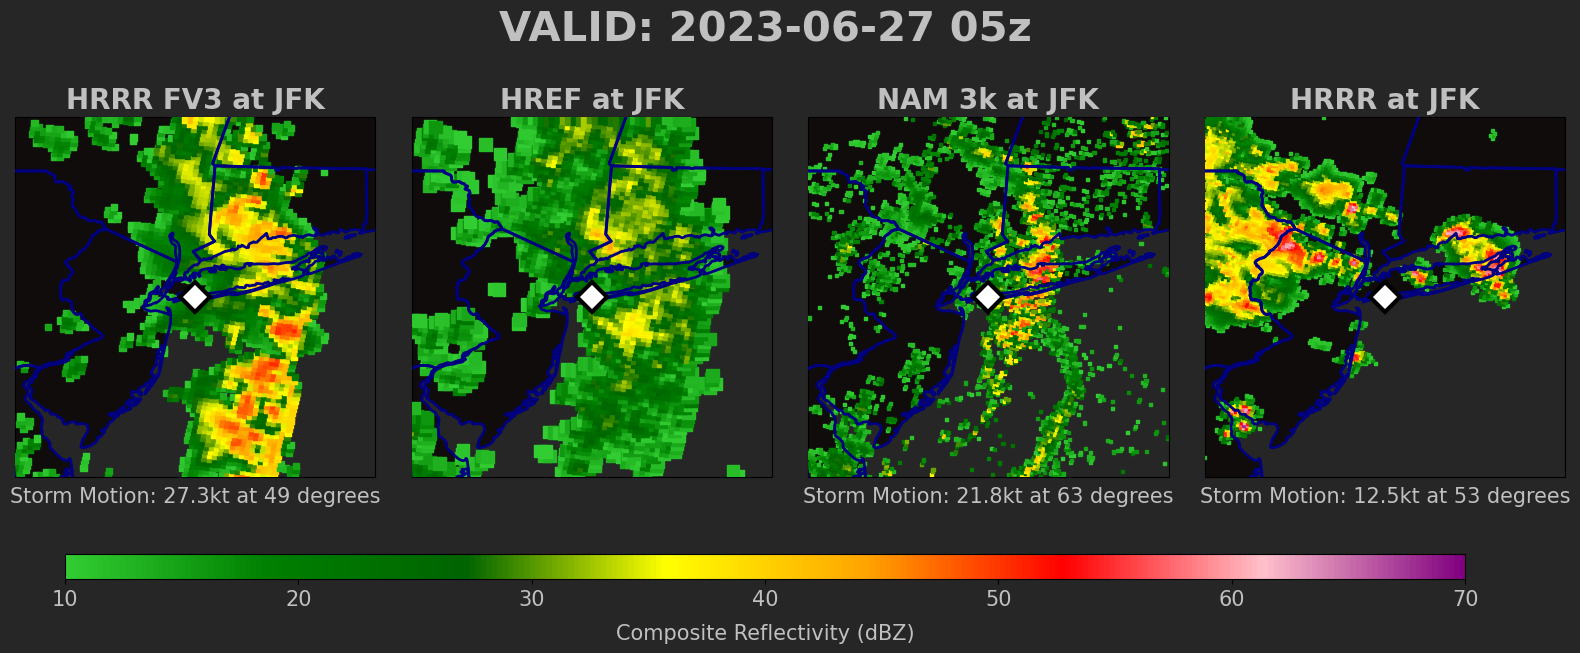 VALID: 2023-06-27 05z
HRRR FV3 at JFK
HREF at JFK
NAM 3k at JFK
HRRR at JFK
Storm Motion: 27.3kt at 49 degrees
Storm Motion: 21.8kt at 63 degrees
Storm Motion: 12.5kt at 53 degrees
10 20 30 40 50 60 70
Composite Reflectivity (dBZ)